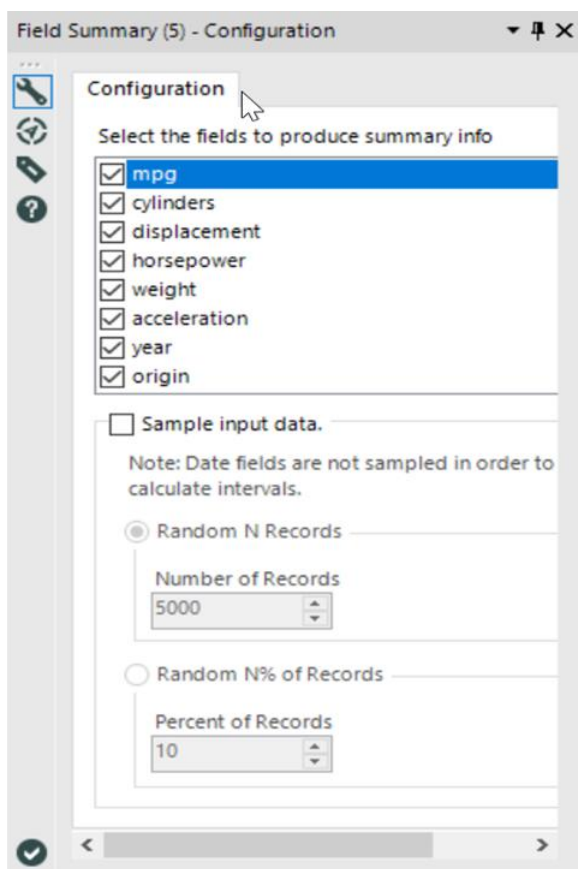 Field Summary (5) - Configuration
Configuration
Select the fields to produce summary info
mpg
cylinders
displacement
horsepower
weight
acceleration
year
origin
Sample input data.
Note: Date fields are not sampled in order to
calculate intervals.
Random N Records
Number of Records
5000
Random N% of Records
Percent of Records
10